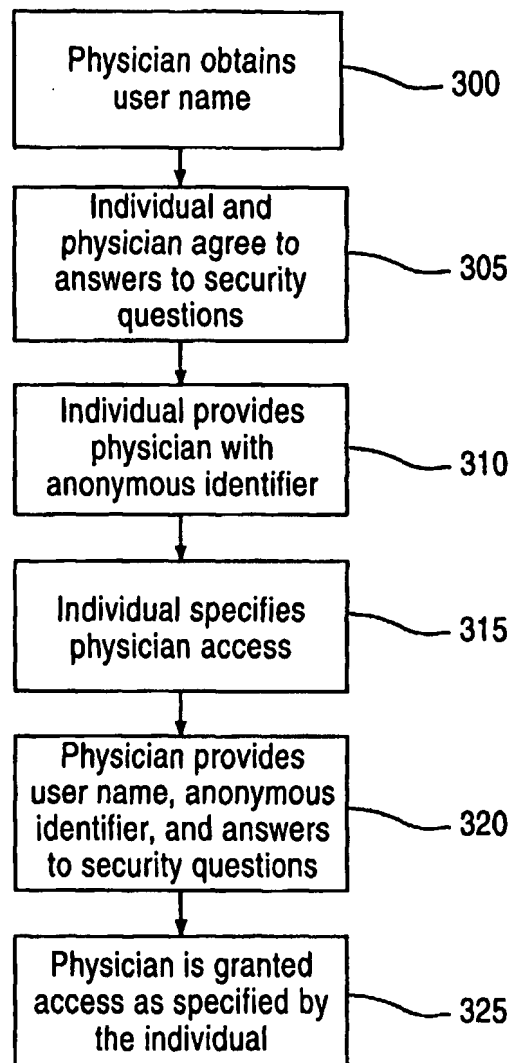 Physician obtains
user name
300
Individual and
physician agree to
answers to security
questions
305
Individual provides
physician with
anonymous identifier
310
Individual specifies
physician access
315
Physician provides
user name, anonymous
identifier, and answers
to security questions
320
Physician is granted
access as specified by
the individual
325